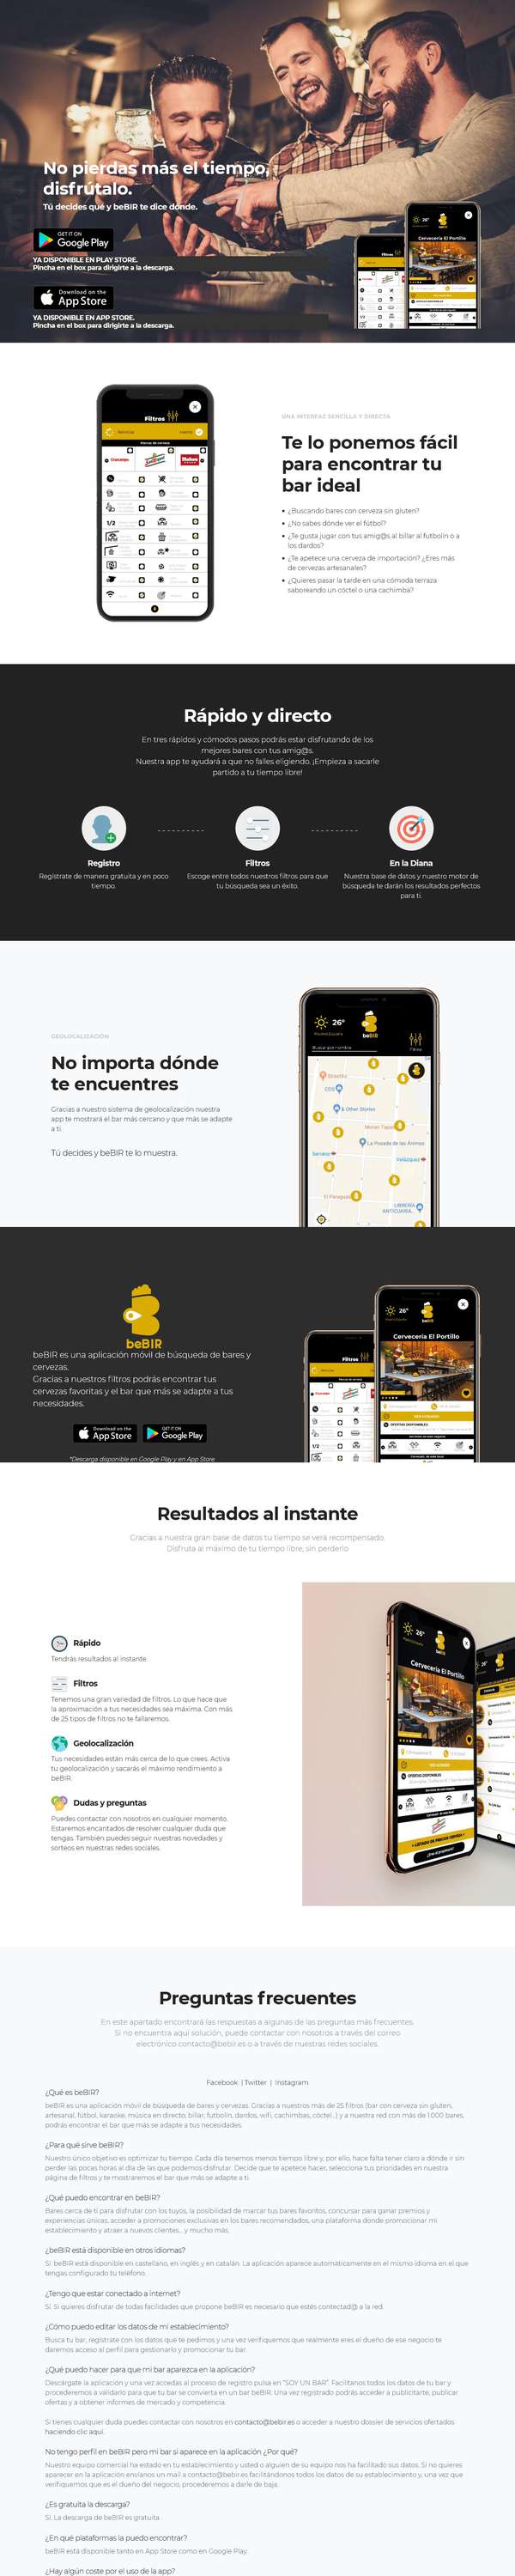 No pierdas más el tiempo,
disfrútalo.
Tú decides qué y beBIR te dice dónde.
GET IT ON
Google Play
YA DISPONIBLE EN PLAY STORE.
Pincha en el box para dirigirte a la descarga.
Download on the
App Store
YA DISPONIBLE EN APP STORE.
Pincha en el box para dirigirte a la descarga.
26°
Cervecería El Portillo
Filtros
UNA INTERFAZ SENCILLA Y DIRECTA
Te lo ponemos fácil
para encontrar tu
bar ideal
• ¿Buscando bares con cerveza sin gluten?
• ¿No sabes dónde ver el fútbol?
• ¿Te gusta jugar con tus amig@s al billar al futbolín o a
los dardos?
• ¿Te apetece una cerveza de importación? ¿Eres más
de cervezas artesanales?
• ¿Quieres pasar la tarde en una cómoda terraza
saboreando un cóctel o una cachimba?
Rápido y directo
En tres rápidos y cómodos pasos podrás estar disfrutando de los
mejores bares con tus amig@s.
Nuestra app te ayudará a que no falles eligiendo. ¡Empieza a sacarle
partido a tu tiempo libre!
Registro
Regístrate de manera gratuita y en poco
tiempo.
Filtros
Escoge entre todos nuestros filtros para que
tu búsqueda sea un éxito.
En la Diana
Nuestra base de datos y nuestro motor de
búsqueda te darán los resultados perfectos
para ti.
GEOLOCALIZACIÓN
No importa dónde
te encuentres
Gracias a nuestro sistema de geolocalización nuestra
app te mostrará el bar más cercano y que más se adapte
a ti.
Tú decides y beBIR te lo muestra.
26°
beBIR
Filtros
Buscar por nombre
COS
& Other Stories
La Posada de las Ánimas
Serrano
Velázquez
El Paraguas
LIBRERÍA
ANTICUARIA
beBIR
beBIR es una aplicación móvil de búsqueda de bares y
cervezas.
Gracias a nuestros filtros podrás encontrar tus
cervezas favoritas y el bar que más se adapte a tus
necesidades.
Download on the
App Store
GET IT ON
Google Play
*Descarga disponible en Google Play y en App Store
Filtros
26°
Cervecería El Portillo
Resultados al instante
Gracias a nuestra gran base de datos tu tiempo se verá recompensado.
Disfruta al máximo de tu tiempo libre, sin perderlo
Rápido
Tendrás resultados al instante.
Filtros
Tenemos una gran variedad de filtros. Lo que hace que
la aproximación a tus necesidades sea máxima. Con más
de 25 tipos de filtros no te fallaremos.
Geolocalización
Tus necesidades están más cerca de lo que crees. Activa
tu geolocalización y sacarás el máximo rendimiento a
beBIR.
Dudas y preguntas
Puedes contactar con nosotros en cualquier momento.
Estaremos encantados de resolver cualquier duda que
tengas. También puedes seguir nuestras novedades y
sorteos en nuestras redes sociales.
26°
Cervecería El Portillo
Preguntas frecuentes
En este apartado encontrará las respuestas a algunas de las preguntas más frecuentes.
Si no encuentra aquí solución, puede contactar con nosotros a través del correo
electrónico contacto@bebir.es o a través de nuestras redes sociales.
Facebook | Twitter | Instagram
¿Qué es beBIR?
beBIR es una aplicación móvil de búsqueda de bares y cervezas. Gracias a nuestros más de 25 filtros (bar con cerveza sin gluten,
artesanal, fútbol, karaoke, música en directo, billar, futbolín, dardos, wifi, cachimbas, cóctel...) y a nuestra red con más de 1.000 bares,
podrás encontrar el bar que más se adapte a tus prioridades.
¿Para qué sirve beBIR?
Nuestro único objetivo es optimizar tu tiempo. Cada día tenemos menos tiempo libre y, por ello, hace falta tener claro a dónde ir sin
perder las pocas horas al día de las que podemos disfrutar. Decide que te apetece hacer, selecciona tus prioridades en nuestra
página de filtros y te mostraremos el bar que más se adapte a ti.
¿Qué puedo encontrar en beBIR?
Bares cerca de ti para disfrutar con los tuyos, la posibilidad de marcar tus bares favoritos, concursar para ganar premios y
experiencias únicas, acceder a promociones exclusivas en los bares recomendados, una plataforma donde promocionar mi
establecimiento y atraer a nuevos clientes... y mucho más.
¿beBIR está disponible en otros idiomas?
Sí. beBIR está disponible en castellano, en inglés y en catalán. La aplicación aparece automáticamente en el mismo idioma en el que
tengas configurado tu teléfono.
¿Tengo que estar conectado a internet?
Sí. Si quieres disfrutar de todas facilidades que propone beBIR es necesario que estés contectad@ a la red.
¿Cómo puedo editar los datos de mi establecimiento?
Busca tu bar, regístrate con los datos que te pedimos y una vez verifiquemos que realmente eres el dueño de ese negocio te
daremos acceso al perfil para gestionarlo y promocionar tu bar.
¿Qué puedo hacer para que mi bar aparezca en la aplicación?
Descárgate la aplicación y una vez accedas al proceso de registro pulsa en "SOY UN BAR". Facilítanos todos los datos de tu bar y
procederemos a validarlo para que tu bar se convierta en un bar beBIR. Una vez registrado podrás acceder a publicitarte, publicar
ofertas y a obtener informes de mercado y competencia.
Si tienes cualquier duda puedes contactar con nosotros en contacto@bebir.es o acceder a nuestro dossier de servicios ofertados
haciendo clic aquí.
No tengo perfil en beBIR pero mi bar sí aparece en la aplicación ¿Por qué?
Nuestro equipo comercial ha estado en tu establecimiento y usted o alguien de su equipo nos ha facilitado sus datos. Si no quieres
aparecer en la aplicación envíanos un mail a contacto@bebir.es facilitándonos todos los datos de su establecimiento y, una vez que
verifiquemos que es el dueño del negocio, procederemos a darle de baja.
¿Es gratuita la descarga?
Sí. La descarga de beBIR es gratuita.
¿En qué plataformas la puedo encontrar?
beBIR está disponible tanto en App Store como en Google Play.
¿Hay algún coste por el uso de la app?